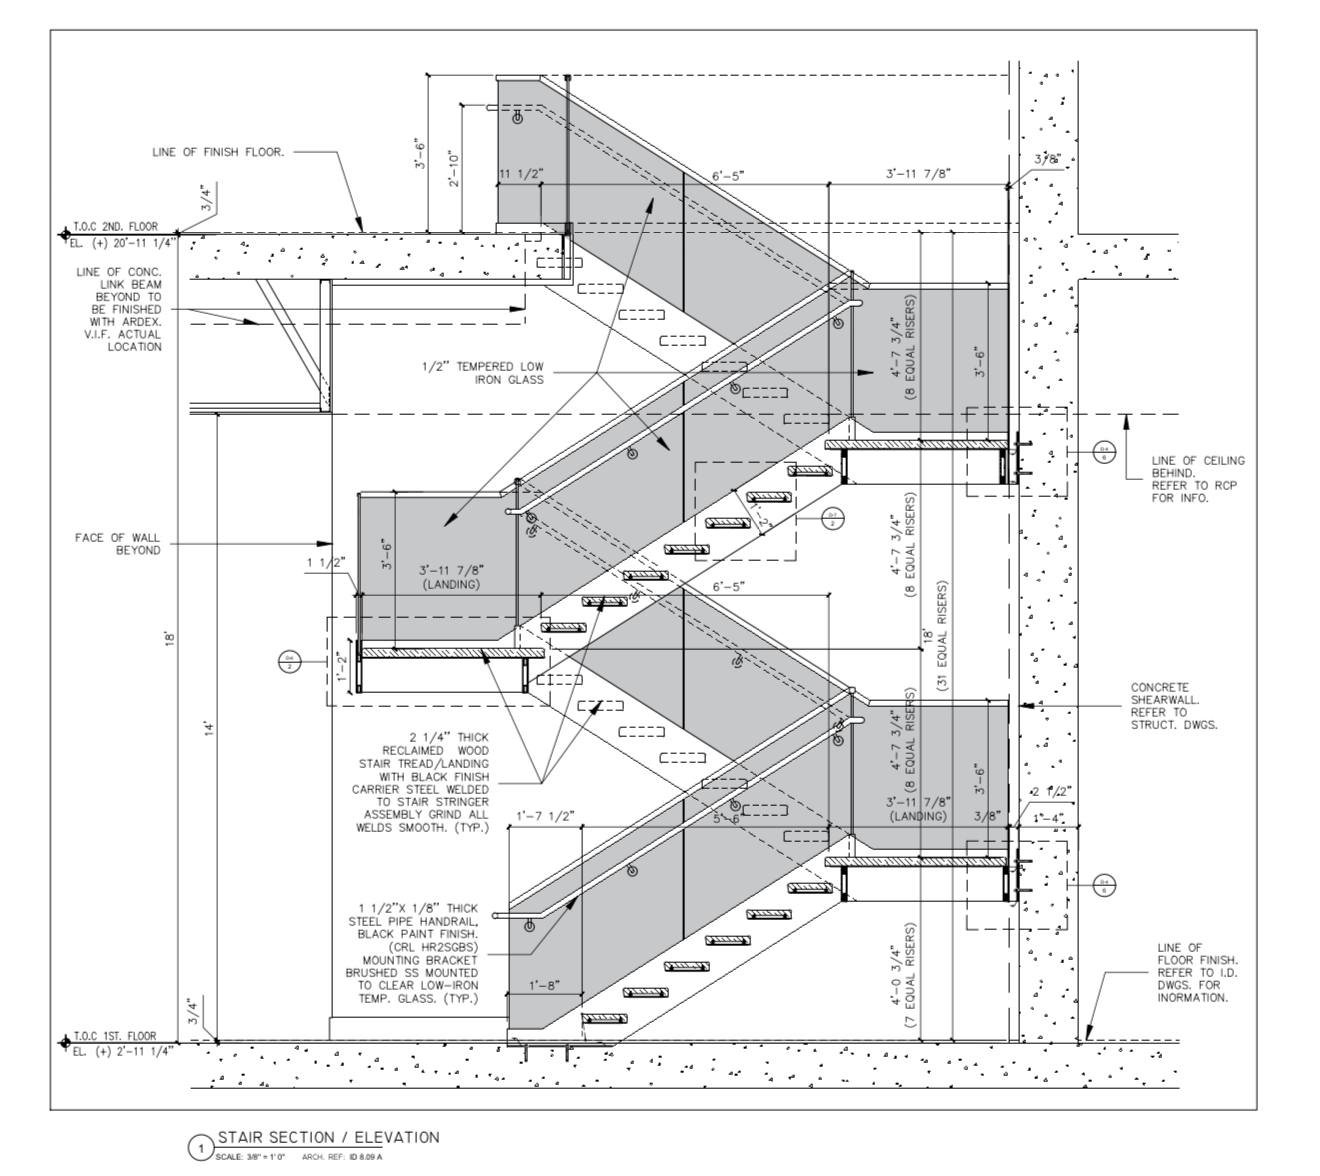 LINE OF FINISH FLOOR.
3/4"
3'-6"
2'-10"
11 1/2"
6'-5"
3'-11 7/8"
3/8"
T.O.C 2ND. FLOOR
EL. (+) 20'-11 1/4"
LINE OF CONC.
LINK BEAM
BEYOND TO
BE FINISHED
WITH ARDEX.
V.I.F. ACTUAL
LOCATION
1/2" TEMPERED LOW
IRON GLASS
4'-7 3/4"
(8 EQUAL RISERS)
3'-6"
LINE OF CEILING
BEHIND.
REFER TO RCP
FOR INFO.
FACE OF WALL
BEYOND
1 1/2"
3'-6"
3'-11 7/8"
(LANDING)
1'-2"
6'-5"
4'-7 3/4"
(8 EQUAL RISERS)
18'
(31 EQUAL RISERS)
18'
1'-2"
14'
CONCRETE
SHEARWALL.
REFER TO
STRUCT. DWGS.
2 1/4" THICK
RECLAIMED WOOD
STAIR TREAD/LANDING
WITH BLACK FINISH
CARRIER STEEL WELDED
TO STAIR STRINGER
ASSEMBLY GRIND ALL
WELDS SMOOTH. (TYP.)
4'-7 3/4"
(8 EQUAL RISERS)
3'-6"
1'-7 1/2"
5'-6"
3'-11 7/8"
(LANDING)
3/8"
2 1/2"
1'-4"
1 1/2"X 1/8" THICK
STEEL PIPE HANDRAIL,
BLACK PAINT FINISH.
(CRL HR2SGBS)
MOUNTING BRACKET
BRUSHED SS MOUNTED
TO CLEAR LOW-IRON
TEMP. GLASS. (TYP.)
1'-8"
4'-0 3/4"
(7 EQUAL RISERS)
LINE OF
FLOOR FINISH.
REFER TO I.D.
DWGS. FOR
INORMATION.
3/4"
T.O.C 1ST. FLOOR
EL. (+) 2'-11 1/4"
1
STAIR SECTION / ELEVATION
SCALE: 3/8" = 1' 0" ARCH. REF: ID 8.09 A